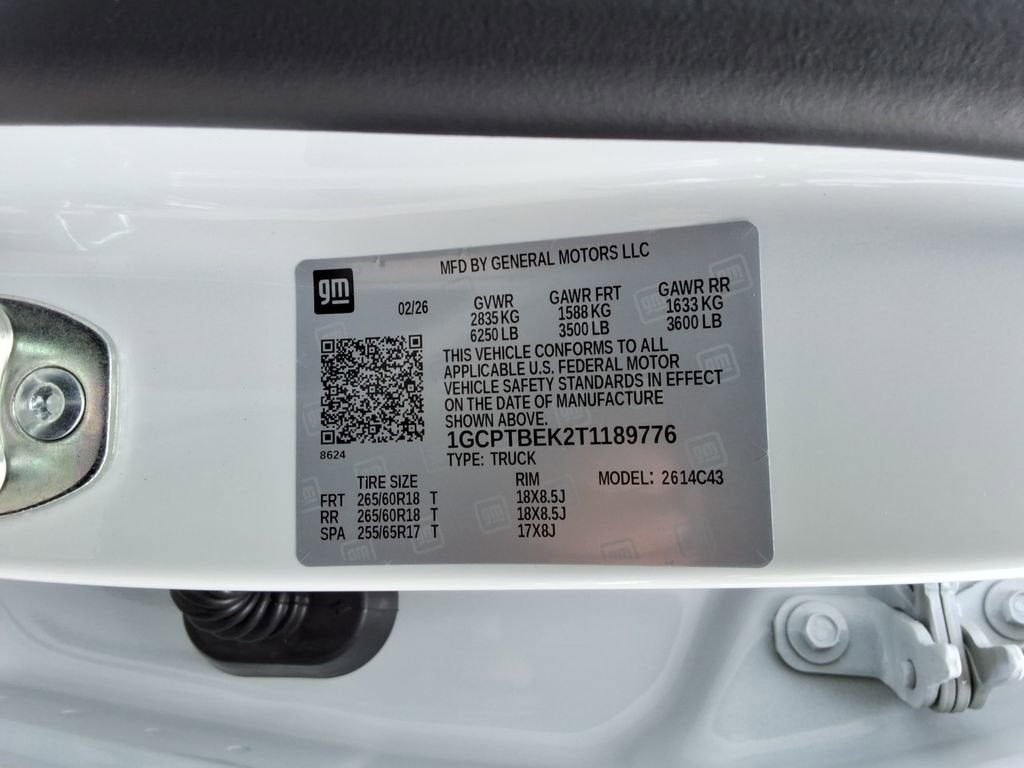 gm
MFD BY GENERAL MOTORS LLC
02/26
GVWR GAWR FRT GAWR RR
2835 KG 1588 KG 1633 KG
6250 LB 3500 LB 3600 LB
THIS VEHICLE CONFORMS TO ALL
APPLICABLE U.S. FEDERAL MOTOR
VEHICLE SAFETY STANDARDS IN EFFECT
ON THE DATE OF MANUFACTURE
SHOWN ABOVE.
8624
1GCPTBEK2T1189776
TYPE: TRUCK
TIRE SIZE RIM MODEL: 2614C43
FRT 265/60R18 T 18X8.5J
RR 265/60R18 T 18X8.5J
SPA 255/65R17 T 17X8J